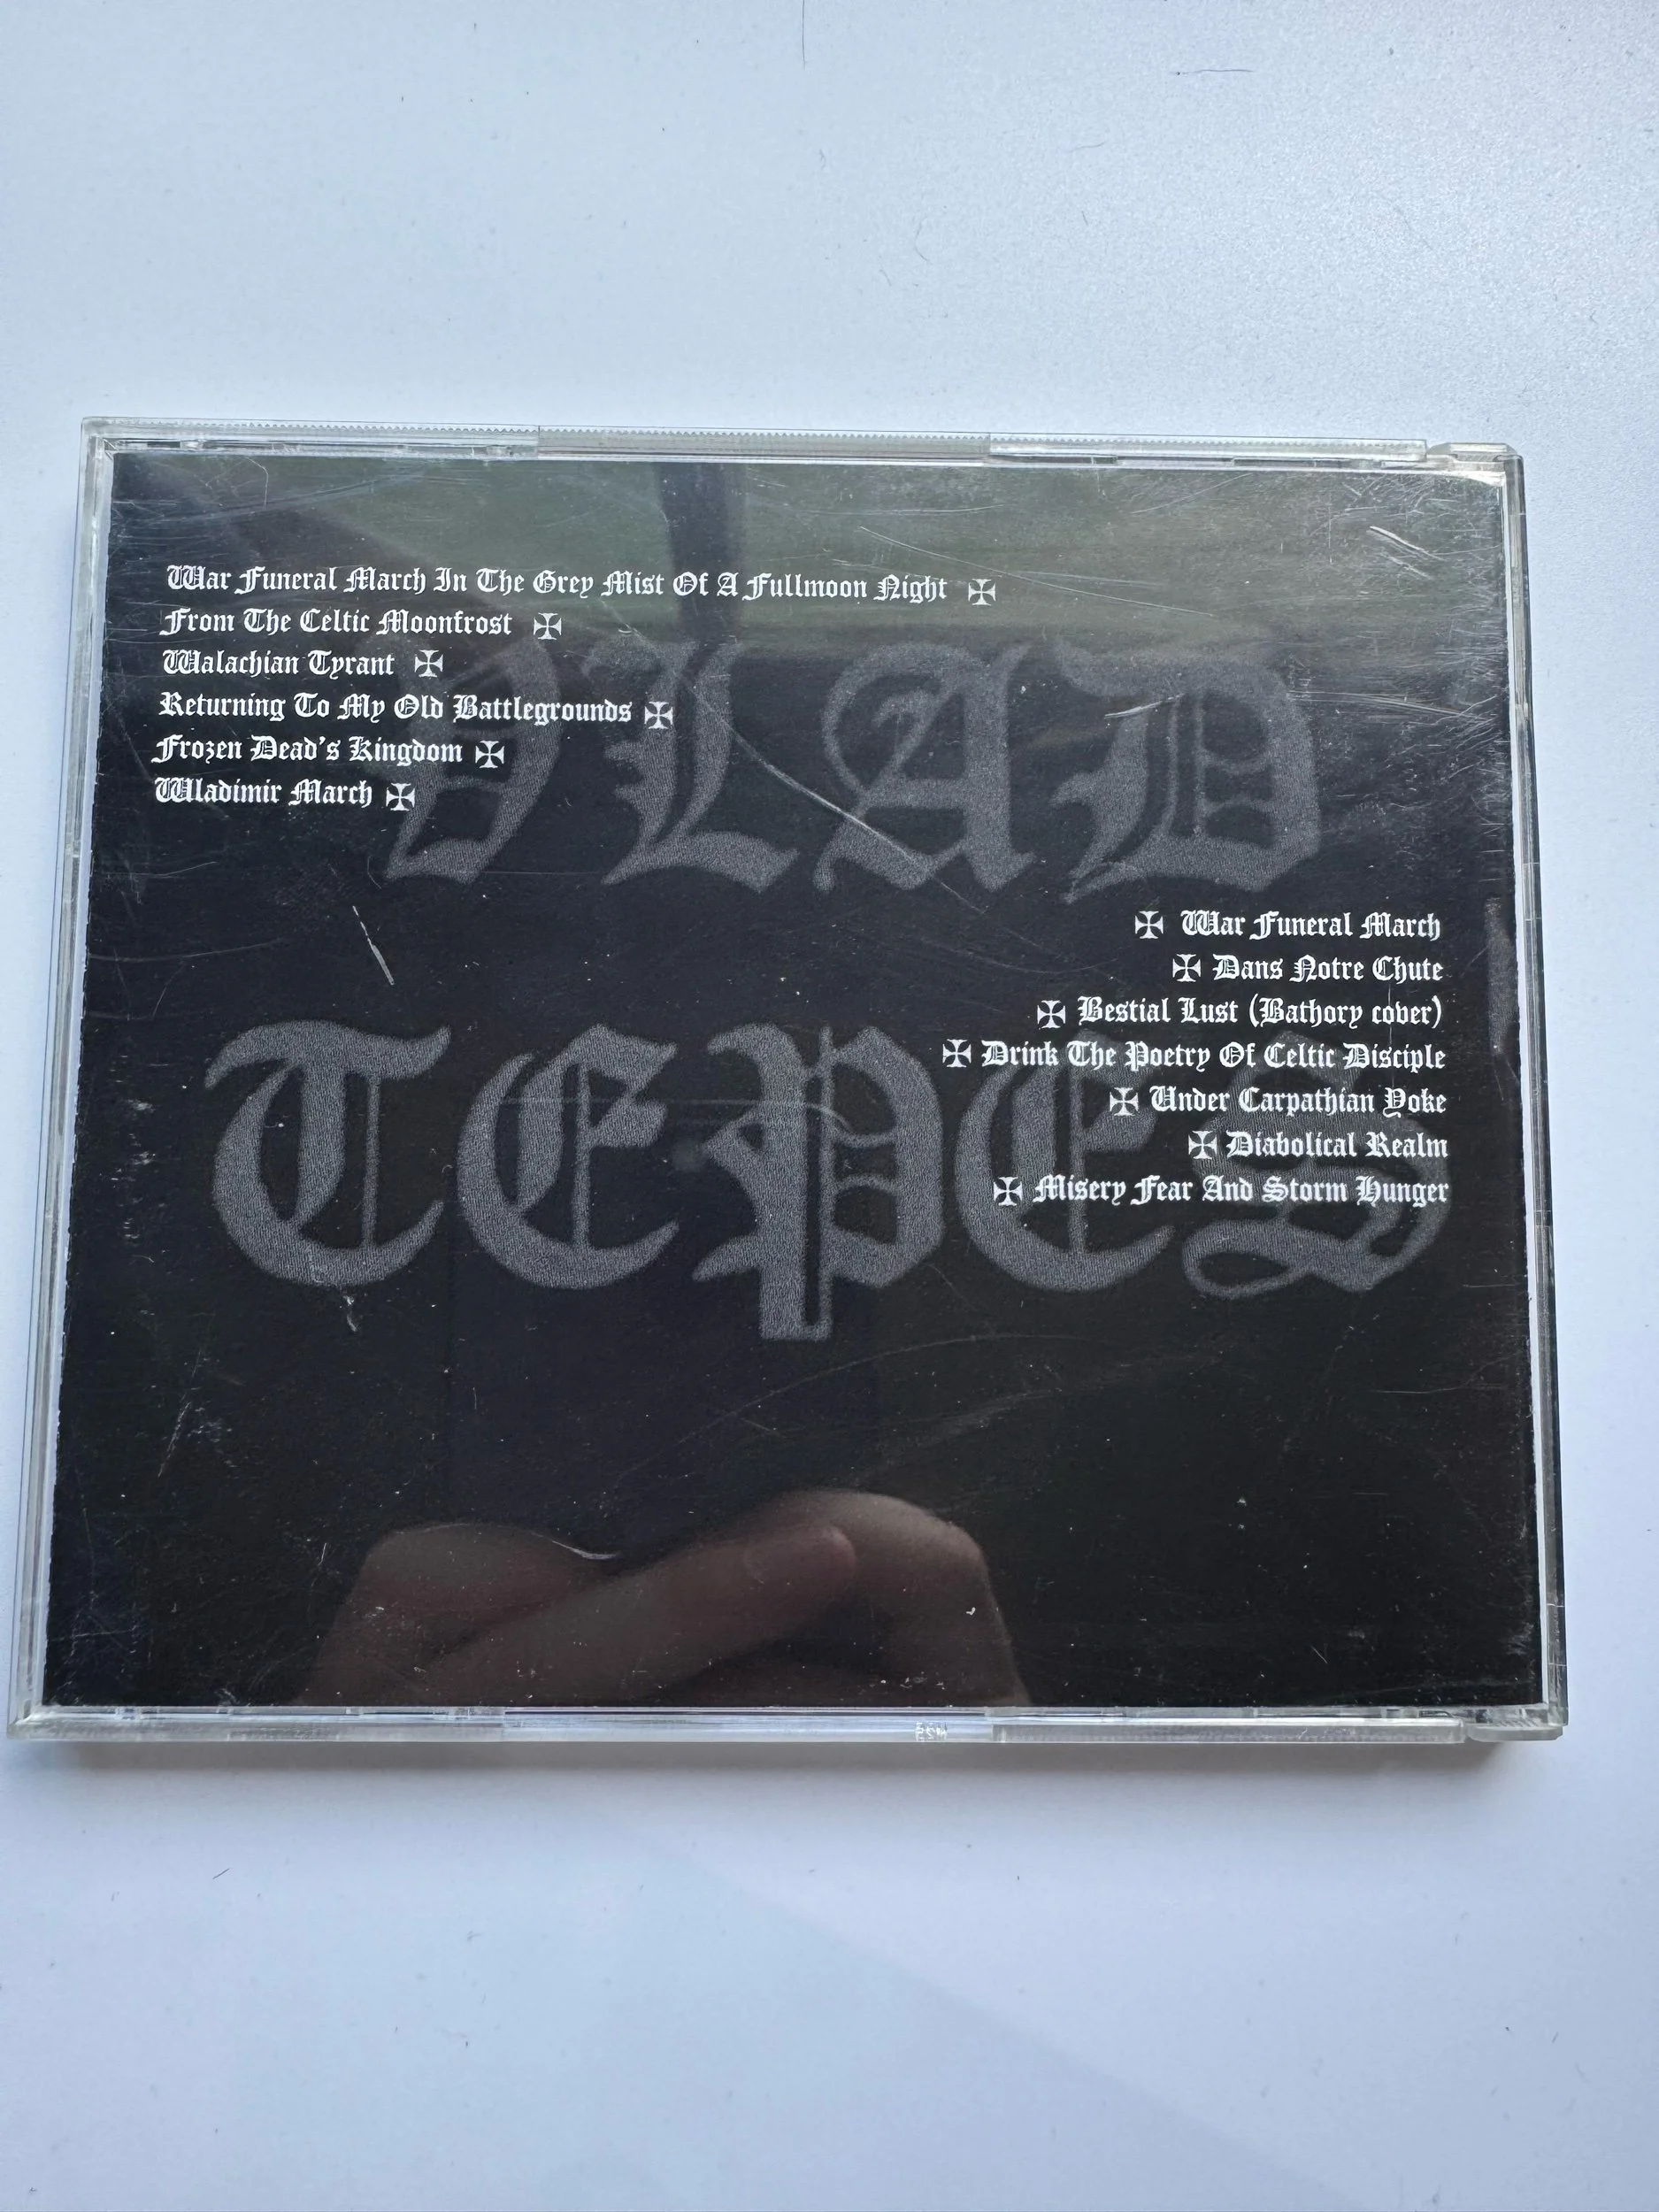 War Funeral March In The Grey Mist Of A Fullmoon Night
From The Celtic Moonfrost
Walachian Tyrant
Returning To My Old Battlegrounds
Frozen Dead's Kingdom
Wladimir March
VLAD
TEPES
War Funeral March
Dans Notre Chute
Bestial Lust (Bathory cover)
Drink The Poetry Of Celtic Disciple
Under Carpathian Yoke
Diabolical Realm
Misery Fear And Storm Hunger